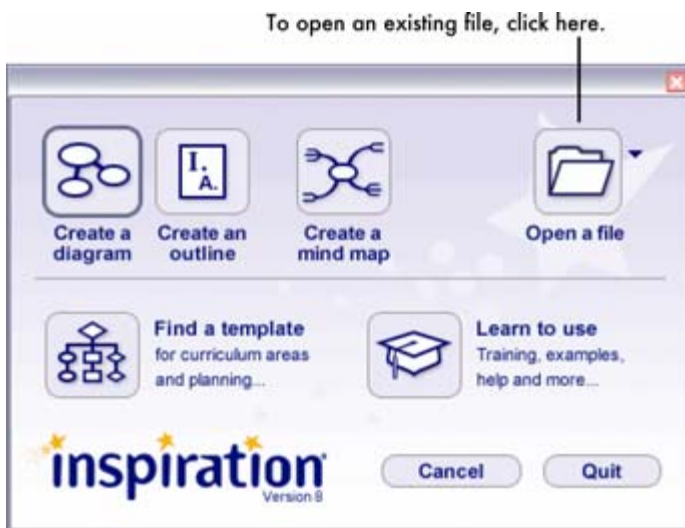 To open an existing file, click here.
I.
A.
Create a
diagram
Create an
outline
Create a
mind map
Open a file
Find a template
for curriculum areas
and planning...
Learn to use
Training, examples,
help and more...
inspiration
Version 8
Cancel
Quit